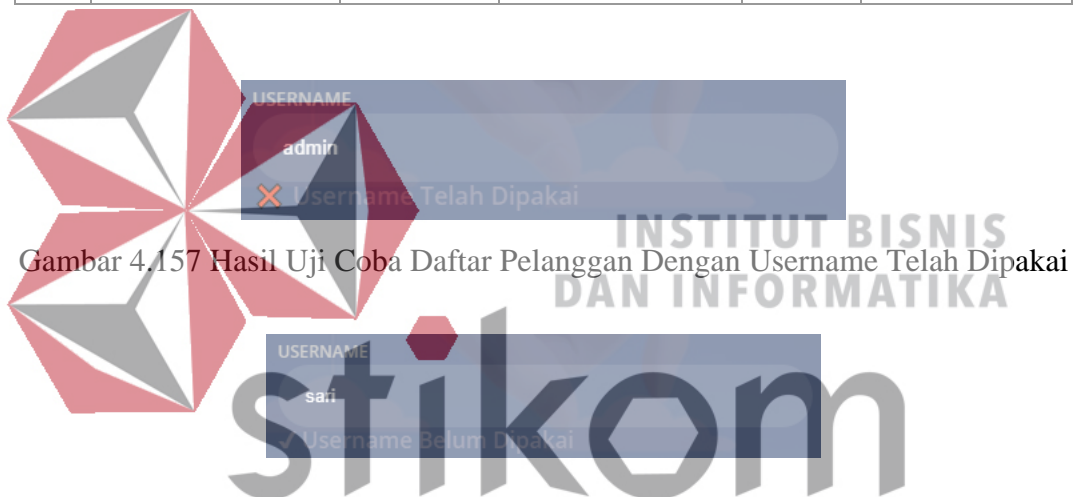 USERNAME
admin
Username Telah Dipakai
INSTITUT BISNIS
Gambar 4.157 Hasil Uji Coba Daftar Pelanggan Dengan Username Telah Dipakai
DAN INFORMATIKA
USERNAME
sari
Username Belum Dipakai
stikom